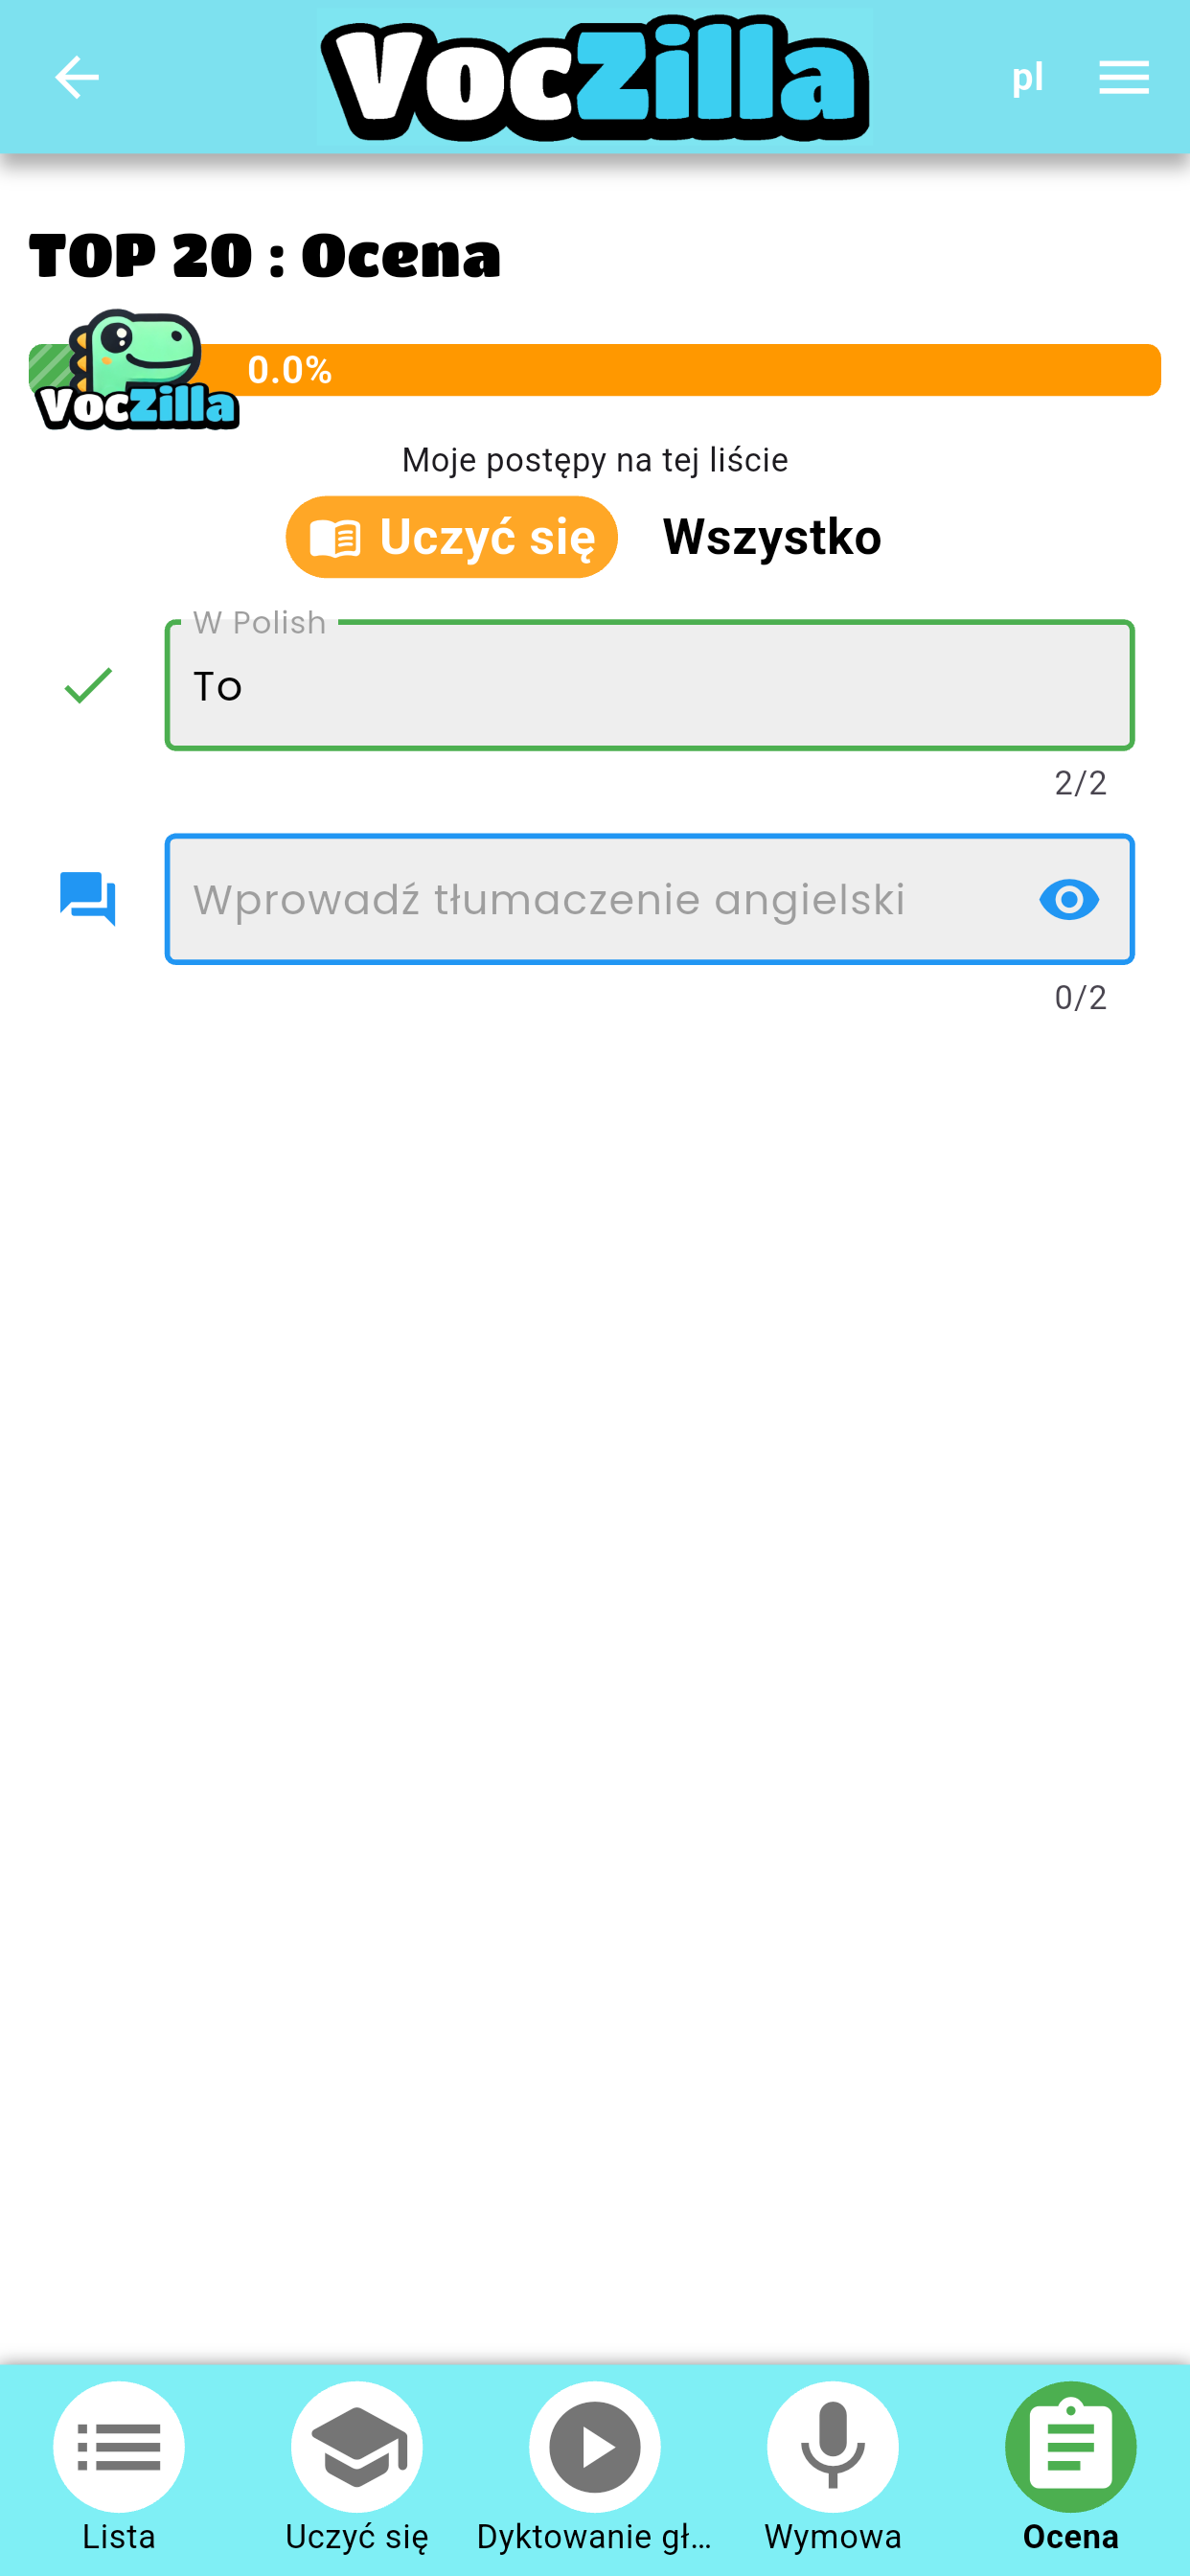 VocZilla
pl
TOP 20 : Ocena
VocZilla
0.0%
Moje postępy na tej liście
Uczyć się
Wszystko
W Polish
To
2/2
Wprowadź tłumaczenie angielski
0/2
Lista
Uczyć się
Dyktowanie gł...
Wymowa
Ocena